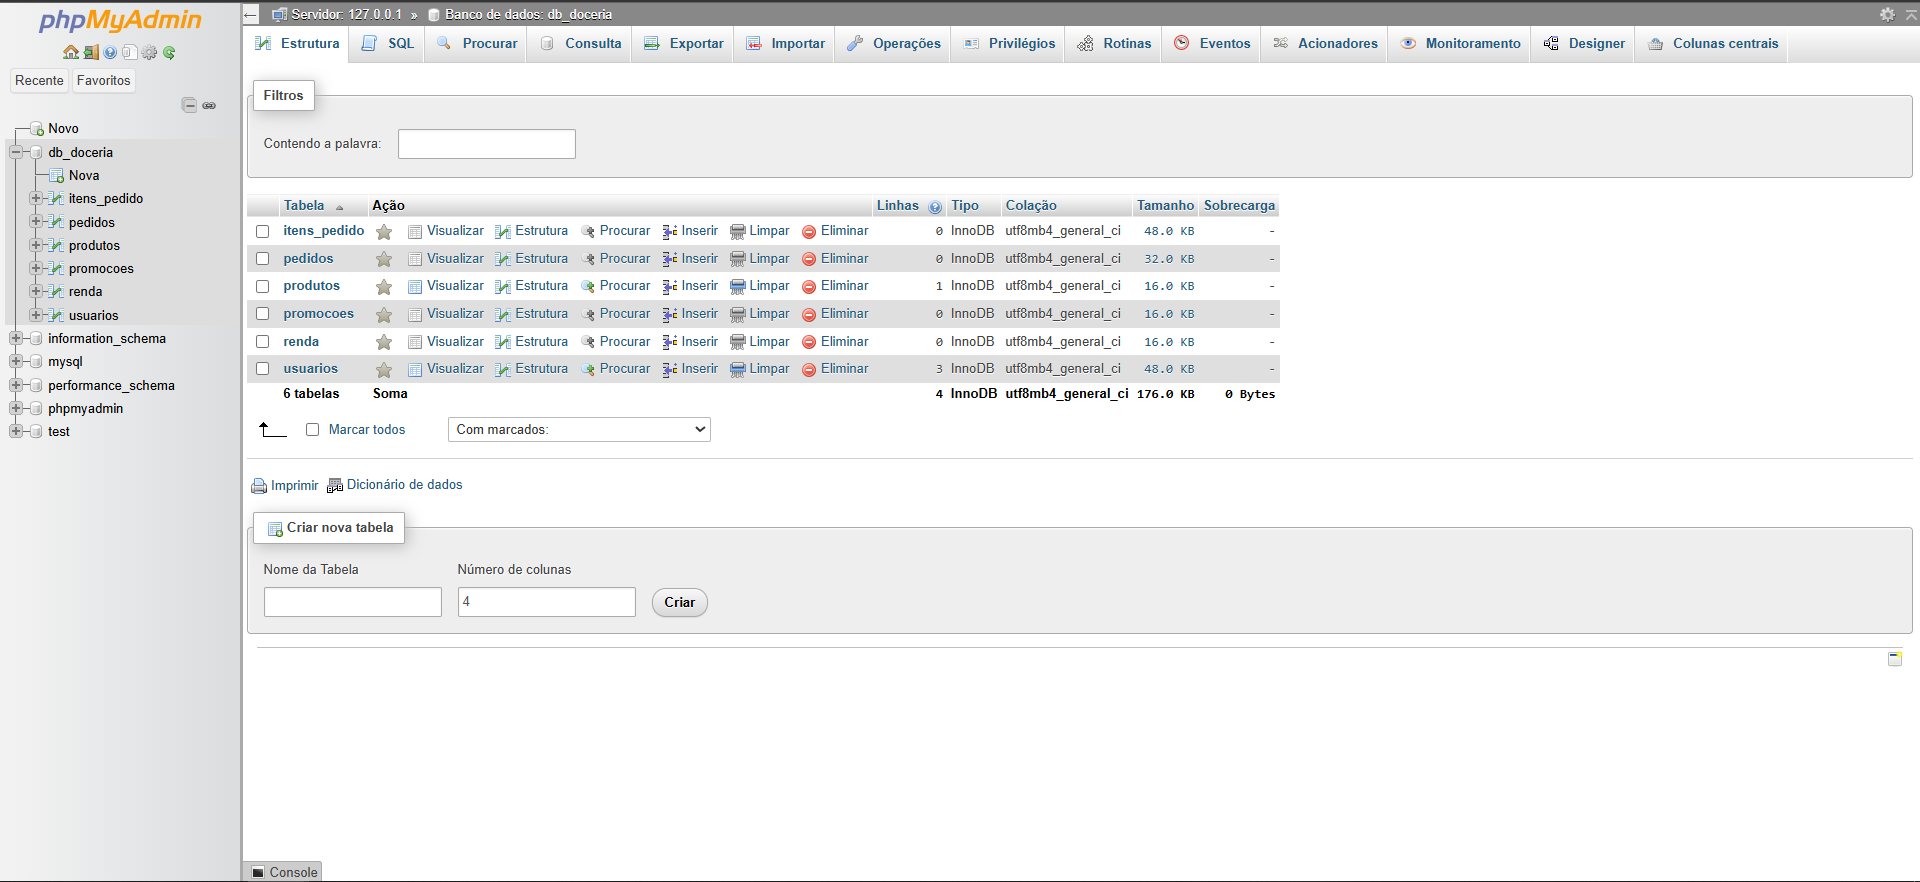 phpMyAdmin
Recente Favoritos
Novo
db_doceria
Nova
itens_pedido
pedidos
produtos
promocoes
renda
usuarios
information_schema
mysql
performance_schema
phpmyadmin
test
← Servidor: 127.0.0.1 » Banco de dados: db_doceria
Estrutura SQL Procurar Consulta Exportar Importar Operações Privilégios Rotinas Eventos Acionadores Monitoramento Designer Colunas centrais
Filtros
Contendo a palavra:
Tabela Ação Linhas Tipo Colação Tamanho Sobrecarga
itens_pedido Visualizar Estrutura Procurar Inserir Limpar Eliminar 0 InnoDB utf8mb4_general_ci 48.0 KB -
pedidos Visualizar Estrutura Procurar Inserir Limpar Eliminar 0 InnoDB utf8mb4_general_ci 32.0 KB -
produtos Visualizar Estrutura Procurar Inserir Limpar Eliminar 1 InnoDB utf8mb4_general_ci 16.0 KB -
promocoes Visualizar Estrutura Procurar Inserir Limpar Eliminar 0 InnoDB utf8mb4_general_ci 16.0 KB -
renda Visualizar Estrutura Procurar Inserir Limpar Eliminar 0 InnoDB utf8mb4_general_ci 16.0 KB -
usuarios Visualizar Estrutura Procurar Inserir Limpar Eliminar 3 InnoDB utf8mb4_general_ci 48.0 KB -
6 tabelas Soma 4 InnoDB utf8mb4_general_ci 176.0 KB 0 Bytes
Marcar todos Com marcados:
Imprimir Dicionário de dados
Criar nova tabela
Nome da Tabela Número de colunas
4 Criar
Console